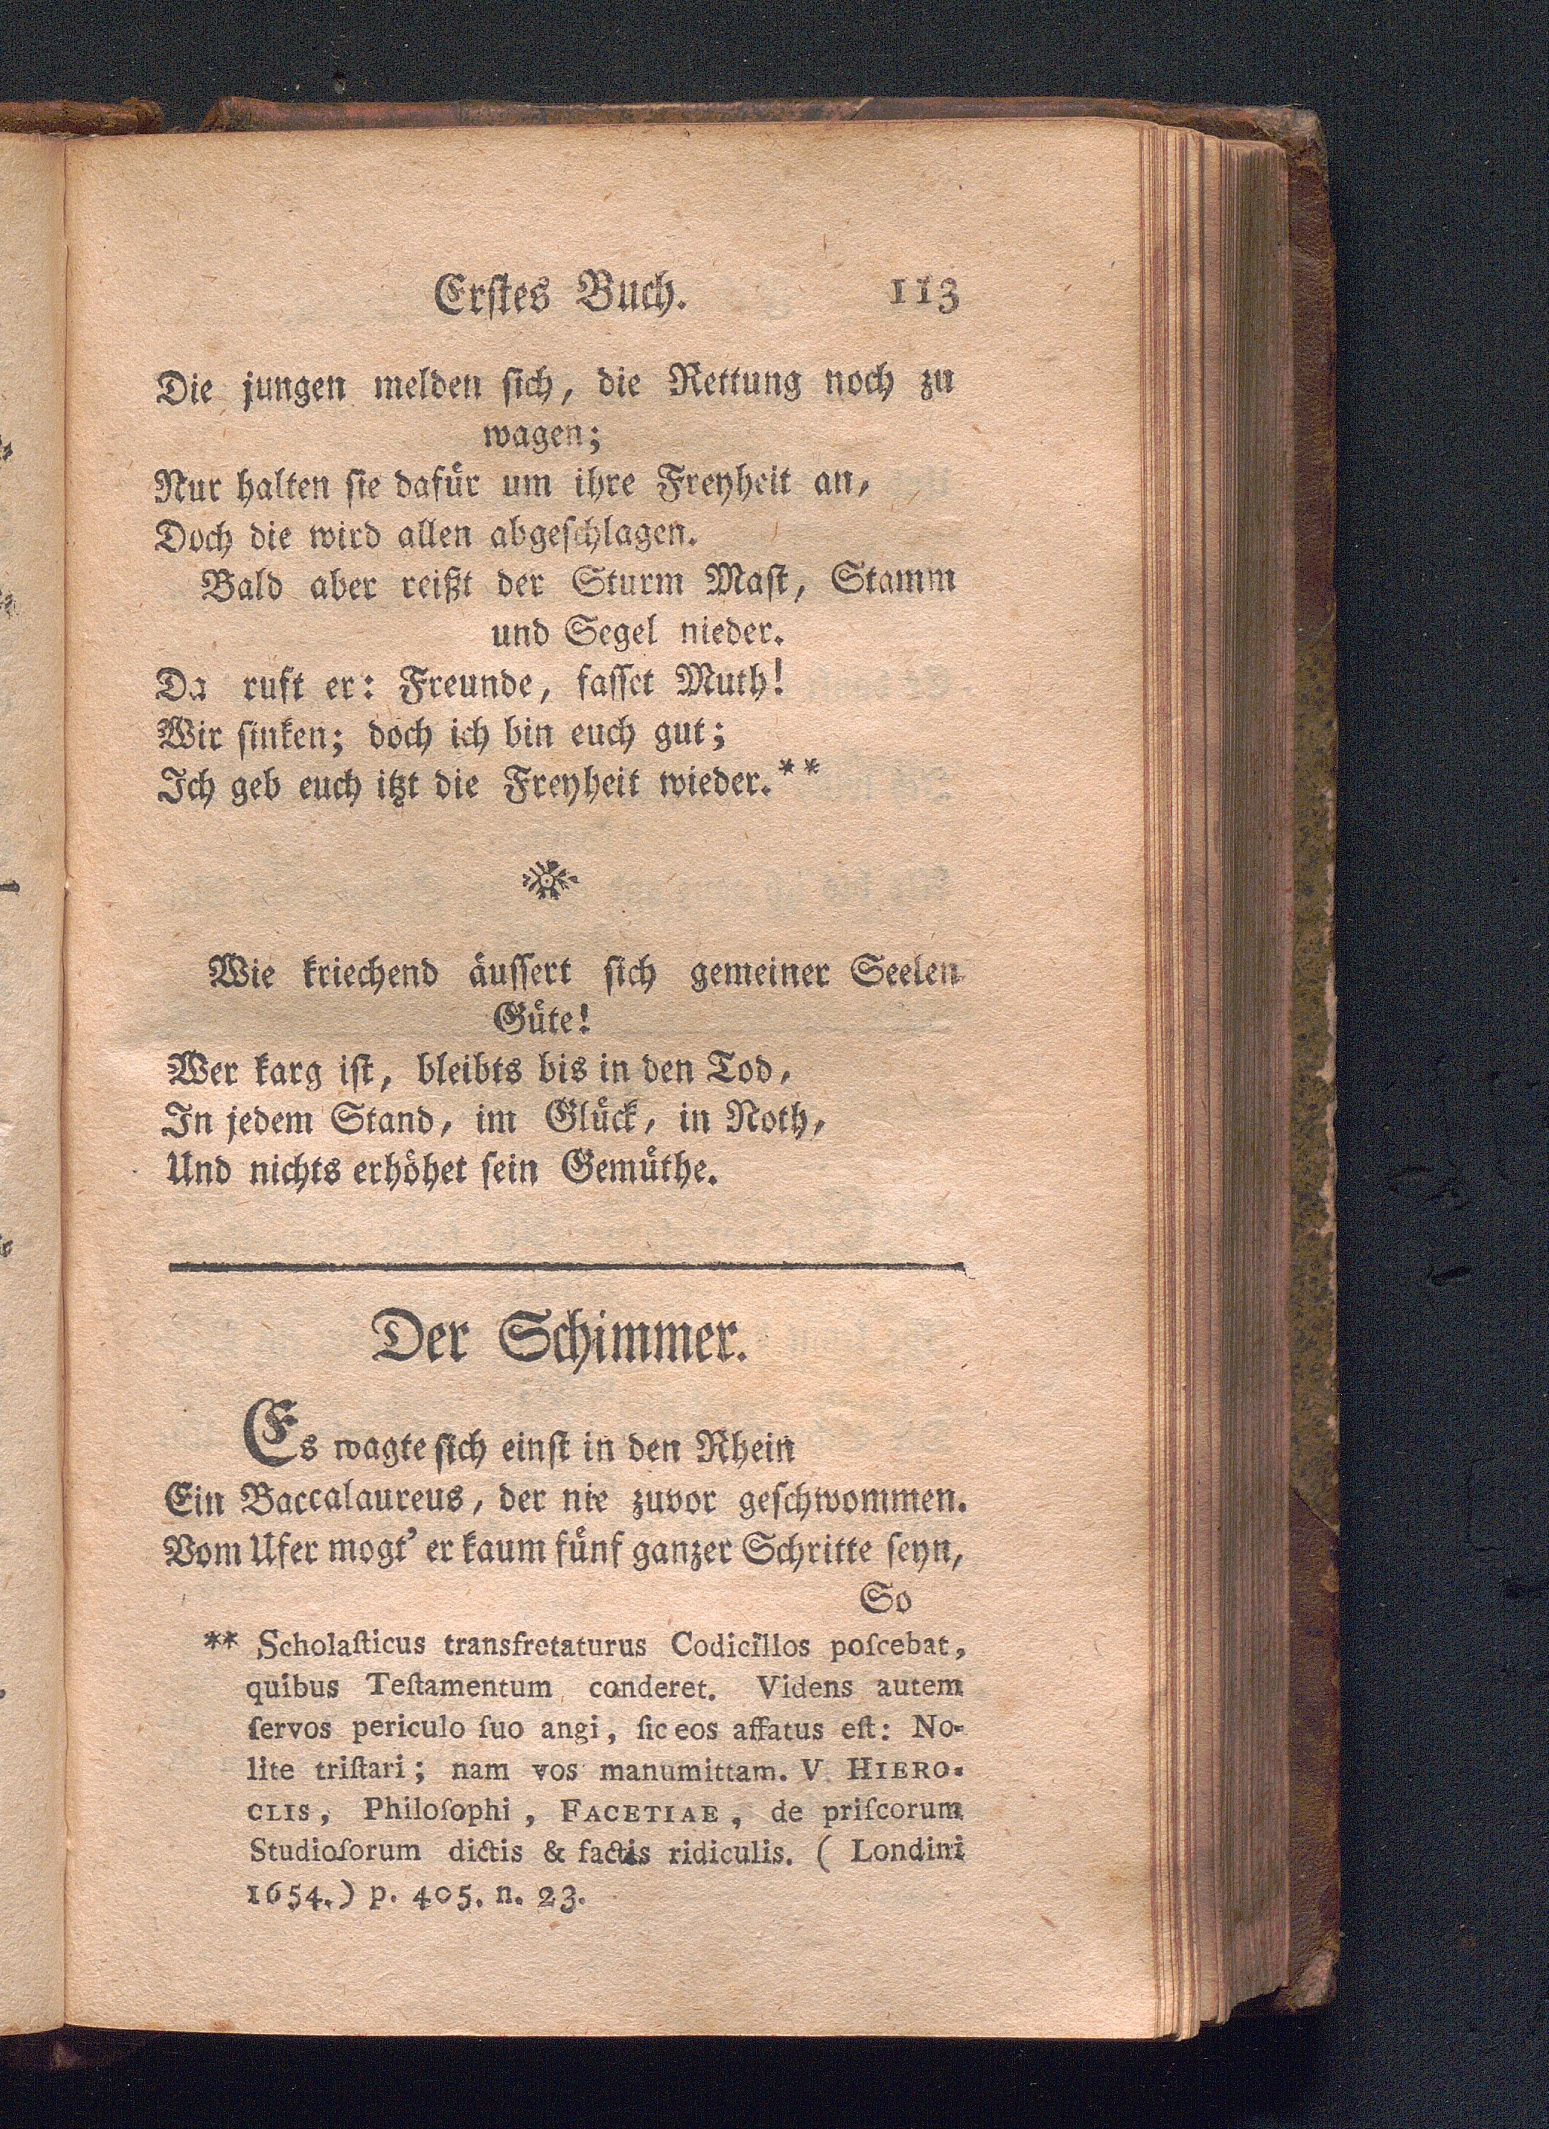 Erstes Buch. 113
Die jungen melden sich, die Rettung noch zu
wagen;
Nur halten sie dafür um ihre Freyheit an,
Doch die wird allen abgeschlagen.
Bald aber reißt der Sturm Mast, Stamm
und Segel nieder.
Da ruft er: Freunde, fasset Muth!
Wir sinken; doch ich bin euch gut;
Ich geb euch itzt die Freyheit wieder.**
Wie kriechend äussert sich gemeiner Seelen
Güte!
Wer karg ist, bleibts bis in den Tod,
In jedem Stand, im Glück, in Noth,
Und nichts erhöhet sein Gemüthe.
Der Schimmer.
Es wagte sich einst in den Rhein
Ein Baccalaureus, der nie zuvor geschwommen.
Vom Ufer mogt' er kaum fünf ganzer Schritte seyn,
So
** Scholaſticus transfretaturus Codicillos poſcebat,
quibus Teſtamentum conderet. Videns autem
ſervos periculo ſuo angi, ſic eos affatus eſt: No-
lite triſtari; nam vos manumittam. V. HIERO-
CLIS, Philoſophi, FACETIAE, de priſcorum
Studioſorum dictis & factis ridiculis. (Londini
1654.) p. 405. n. 23.